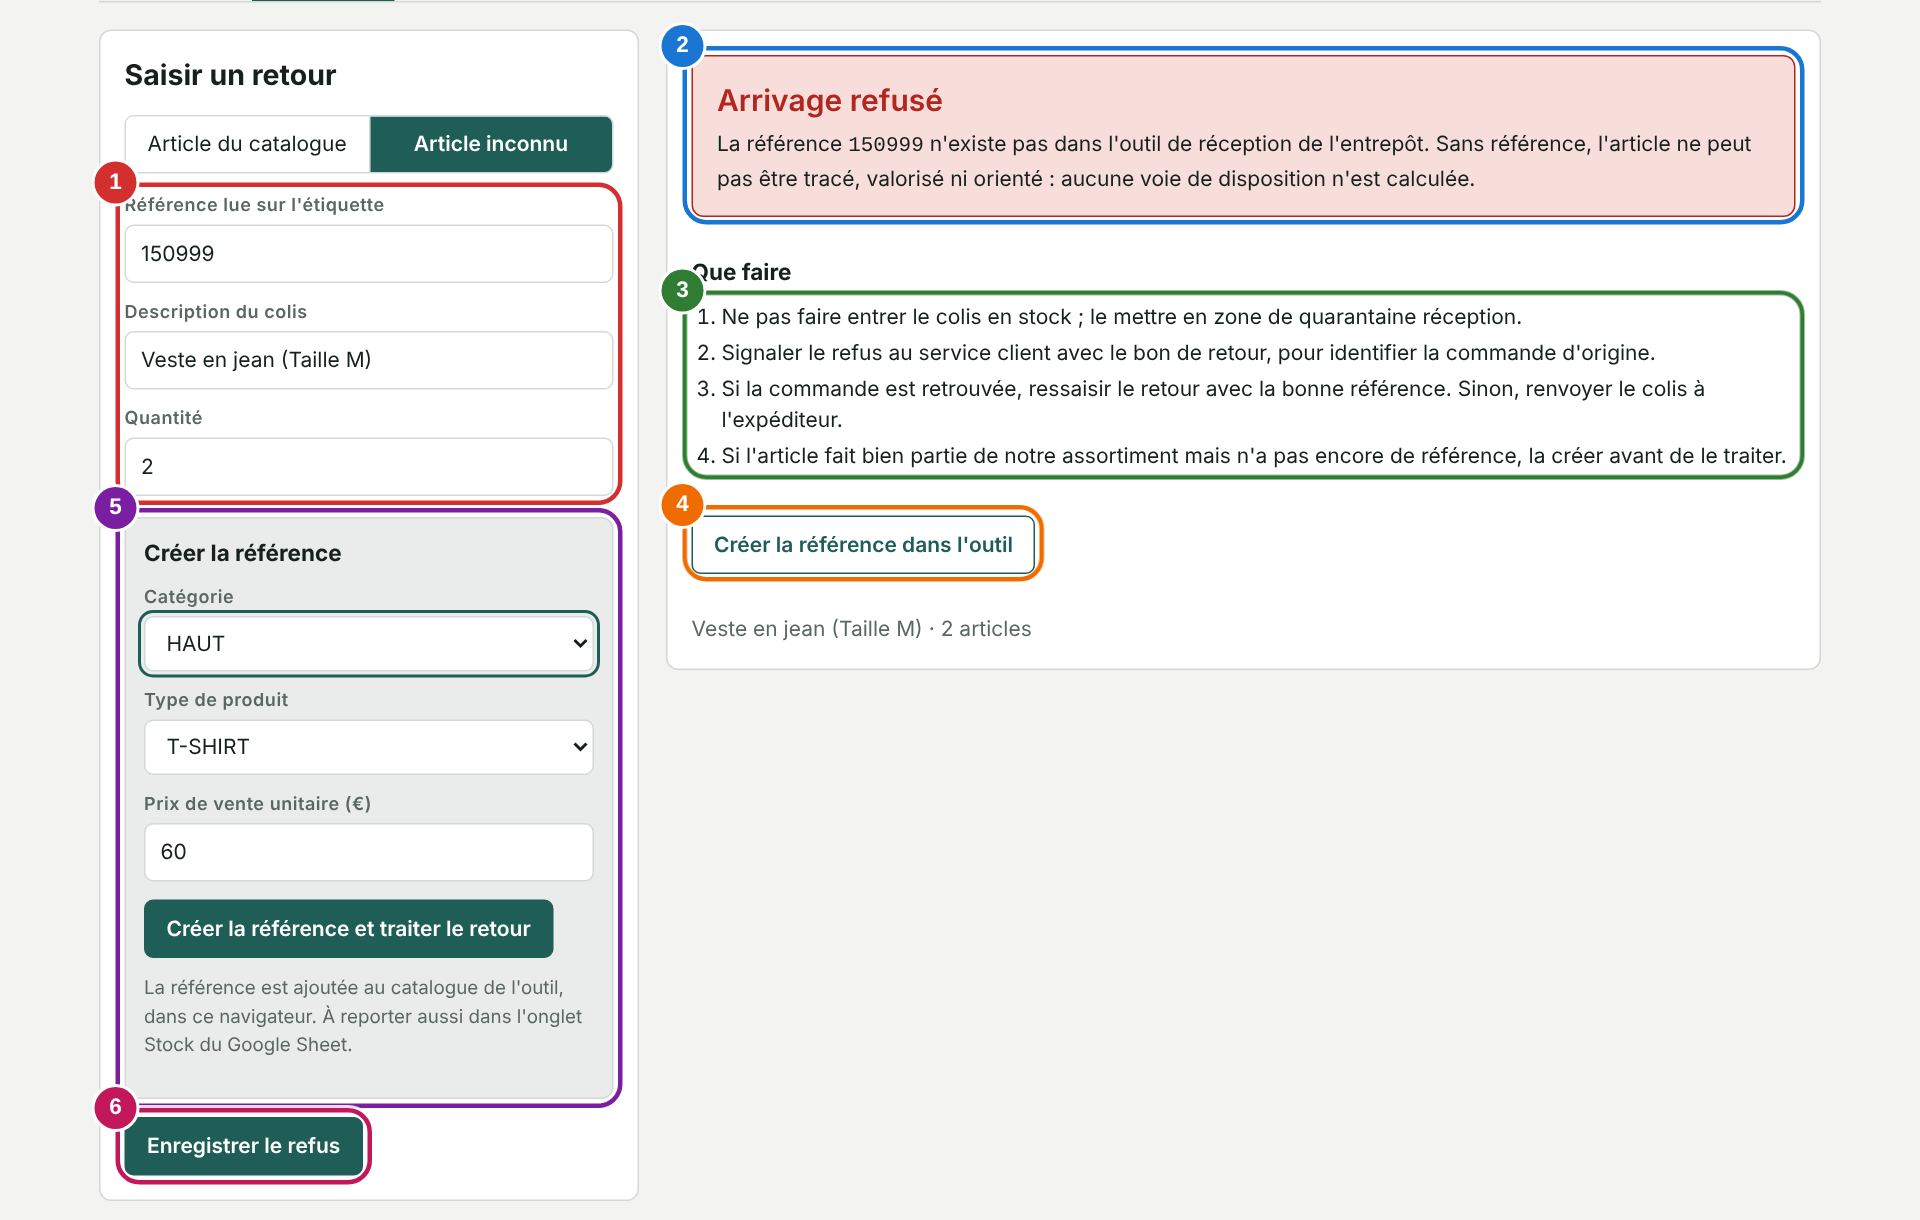 Saisir un retour
Article du catalogue
Article inconnu
1
Référence lue sur l'étiquette
150999
Description du colis
Veste en jean (Taille M)
Quantité
2
5
Créer la référence
Catégorie
HAUT
Type de produit
T-SHIRT
Prix de vente unitaire (€)
60
Créer la référence et traiter le retour
La référence est ajoutée au catalogue de l'outil,
dans ce navigateur. À reporter aussi dans l'onglet
Stock du Google Sheet.
6
Enregistrer le refus
2
Arrivage refusé
La référence 150999 n'existe pas dans l'outil de réception de l'entrepôt. Sans référence, l'article ne peut
pas être tracé, valorisé ni orienté : aucune voie de disposition n'est calculée.
Que faire
3
1. Ne pas faire entrer le colis en stock ; le mettre en zone de quarantaine réception.
2. Signaler le refus au service client avec le bon de retour, pour identifier la commande d'origine.
3. Si la commande est retrouvée, ressaisir le retour avec la bonne référence. Sinon, renvoyer le colis à
l'expéditeur.
4. Si l'article fait bien partie de notre assortiment mais n'a pas encore de référence, la créer avant de le traiter.
4
Créer la référence dans l'outil
Veste en jean (Taille M) · 2 articles